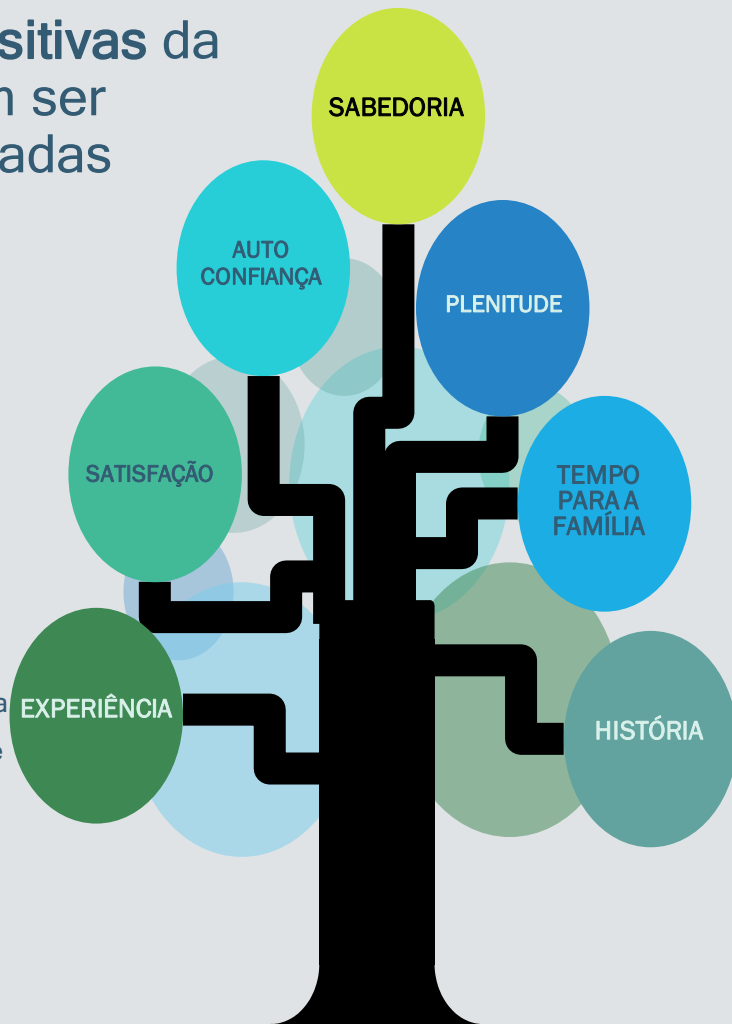 sitivas da
ser
adas
SABEDORIA
AUTO
CONFIANÇA
PLENITUDE
SATISFAÇÃO
TEMPO
PARA A
FAMÍLIA
EXPERIÊNCIA
HISTÓRIA
a
e